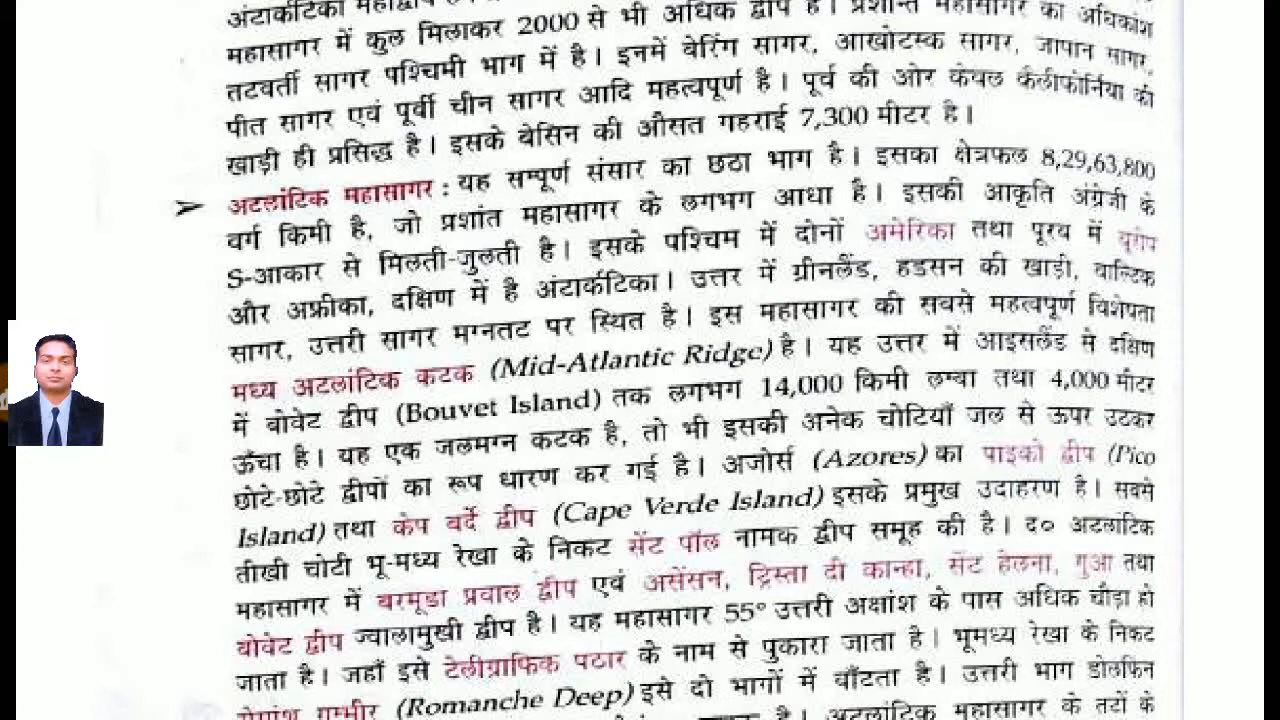 अंटार्कटिका महाद्वीप
महासागर में कुल मिलाकर 2000 से भी अधिक द्वीप है। प्रशान्त महासागर का अधिकांश
तटवर्ती सागर पश्चिमी भाग में है। इनमें बेरिंग सागर, आखोटस्क सागर, जापान सागर,
पीत सागर एवं पूर्वी चीन सागर आदि महत्वपूर्ण है। पूर्व की ओर केवल कैलीफोर्निया की
खाड़ी ही प्रसिद्ध है। इसके बेसिन की औसत गहराई 7,300 मीटर है।
➢ अटलांटिक महासागर : यह सम्पूर्ण संसार का छठा भाग है। इसका क्षेत्रफल 8,29,63,800
वर्ग किमी है, जो प्रशांत महासागर के लगभग आधा है। इसकी आकृति अंग्रेजी के
S-आकार से मिलती-जुलती है। इसके पश्चिम में दोनों अमेरिका तथा पूरब में यूरोप
और अफ्रीका, दक्षिण में है अंटार्कटिका। उत्तर में ग्रीनलैंड, हडसन की खाड़ी, बाल्टिक
सागर, उत्तरी सागर मग्नतट पर स्थित है। इस महासागर की सबसे महत्वपूर्ण विशेषता
मध्य अटलांटिक कटक (Mid-Atlantic Ridge) है। यह उत्तर में आइसलैंड से दक्षिण
में बोवेट द्वीप (Bouvet Island) तक लगभग 14,000 किमी लम्बा तथा 4,000 मीटर
ऊँचा है। यह एक जलमग्न कटक है, तो भी इसकी अनेक चोटियाँ जल से ऊपर उठकर
छोटे-छोटे द्वीपों का रूप धारण कर गई है। अजोर्स (Azores) का पाइको द्वीप (Pico
Island) तथा केप वर्दे द्वीप (Cape Verde Island) इसके प्रमुख उदाहरण है। सबसे
तीखी चोटी भू-मध्य रेखा के निकट सेंट पॉल नामक द्वीप समूह की है। द० अटलांटिक
महासागर में बरमूडा प्रवाल द्वीप एवं असेंसन, ट्रिस्ता दी कान्हा, सेंट हेलना, गुआ तथा
बोवेट द्वीप ज्वालामुखी द्वीप है। यह महासागर 55° उत्तरी अक्षांश के पास अधिक चौड़ा हो
जाता है। जहाँ इसे टेलीग्राफिक पठार के नाम से पुकारा जाता है। भूमध्य रेखा के निकट
रोमांश गम्भीर (Romanche Deep) इसे दो भागों में बाँटता है। उत्तरी भाग डोलफिन
है। अटलांटिक महासागर के तटों के